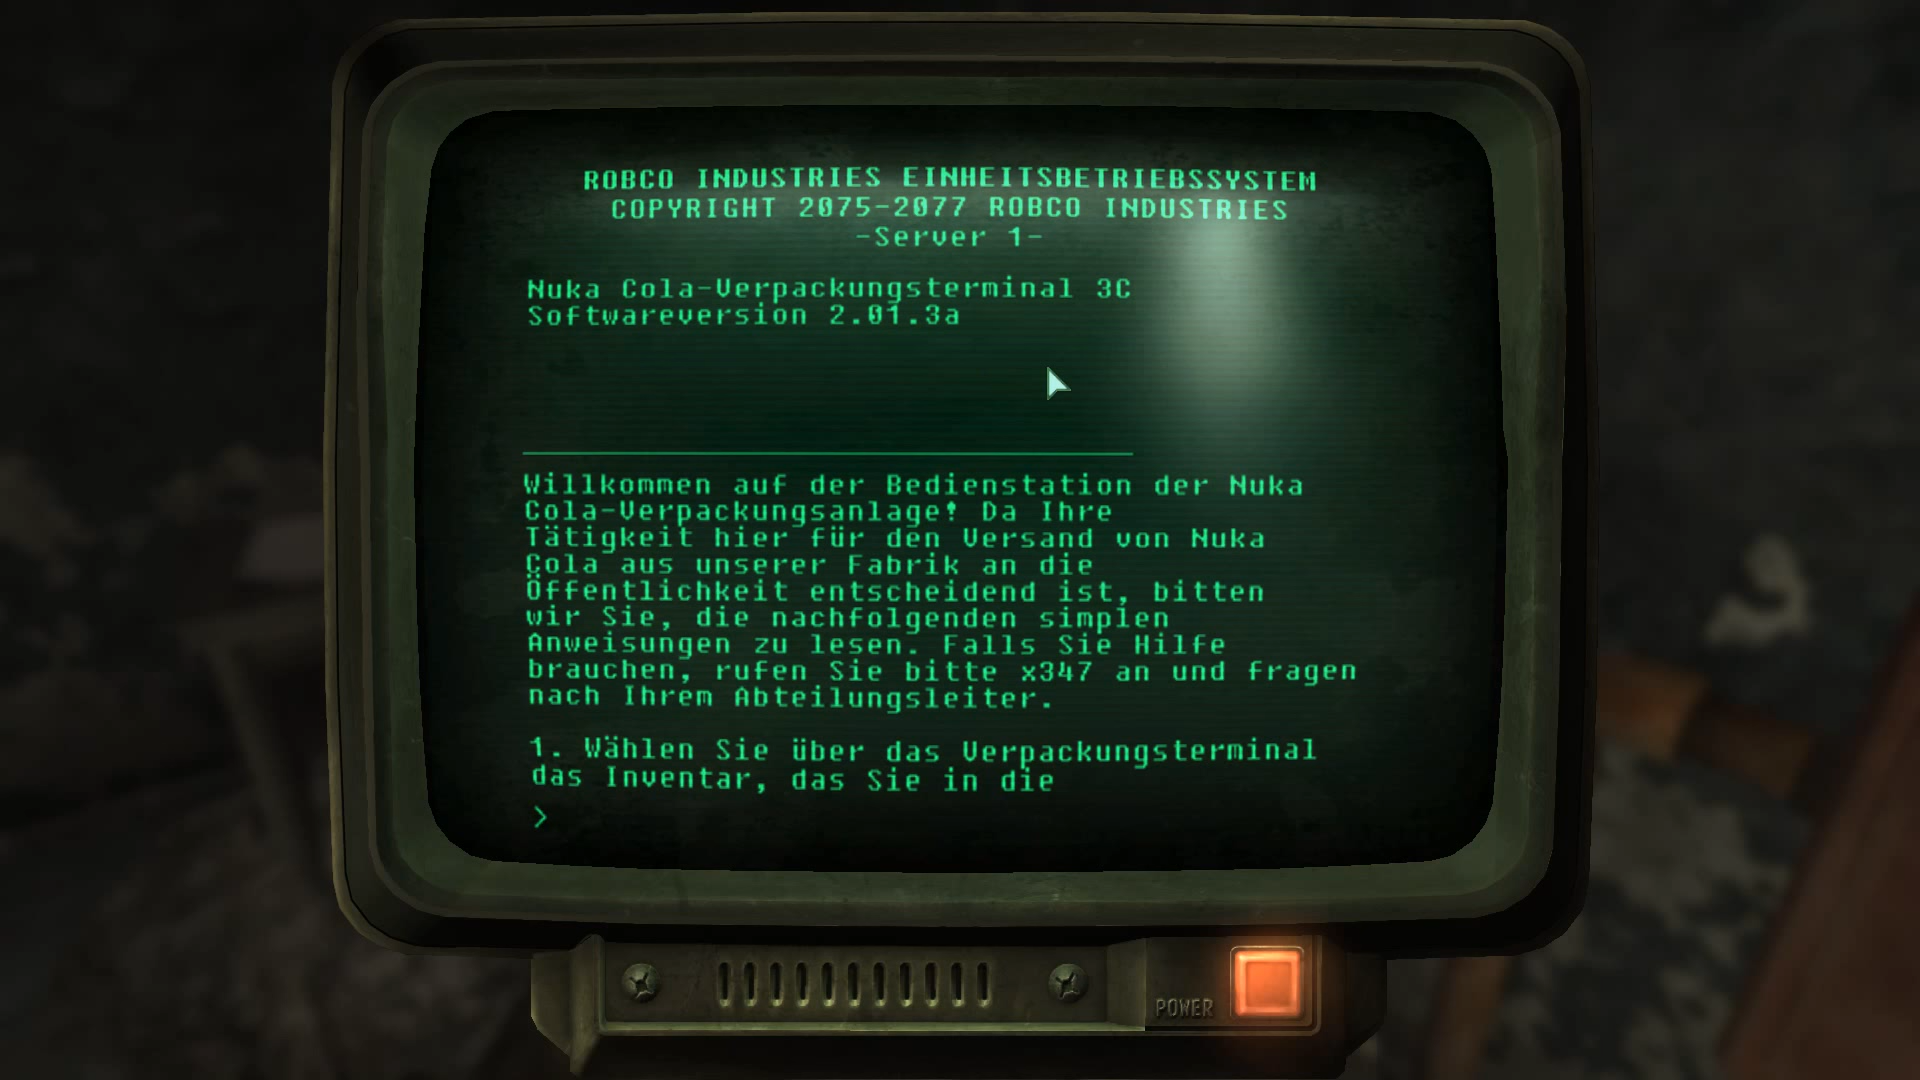 ROBCO INDUSTRIES EINHEITSBETRIEBSSYSTEM
COPYRIGHT 2075-2077 ROBCO INDUSTRIES
-Server 1-
Nuka Cola-Verpackungsterminal 3C
Softwareversion 2.01.3a
Willkommen auf der Bedienstation der Nuka
Cola-Verpackungsanlage! Da Ihre
Tätigkeit hier für den Versand von Nuka
Cola aus unserer Fabrik an die
Öffentlichkeit entscheidend ist, bitten
wir Sie, die nachfolgenden simplen
Anweisungen zu lesen. Falls Sie Hilfe
brauchen, rufen Sie bitte x347 an und fragen
nach Ihrem Abteilungsleiter.
1. Wählen Sie über das Verpackungsterminal
das Inventar, das Sie in die
>
POWER